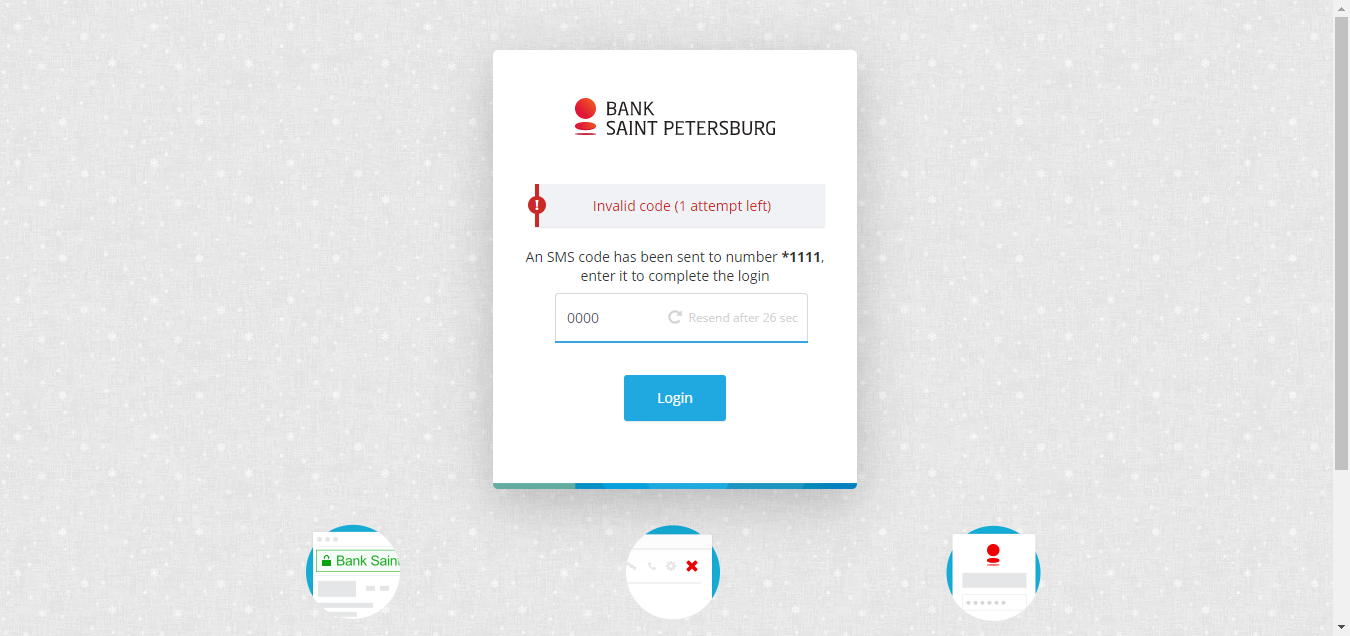 BANK
SAINT PETERSBURG
!
Invalid code (1 attempt left)
An SMS code has been sent to number *1111,
enter it to complete the login
0000 Resend after 26 sec
Login
Bank Sain